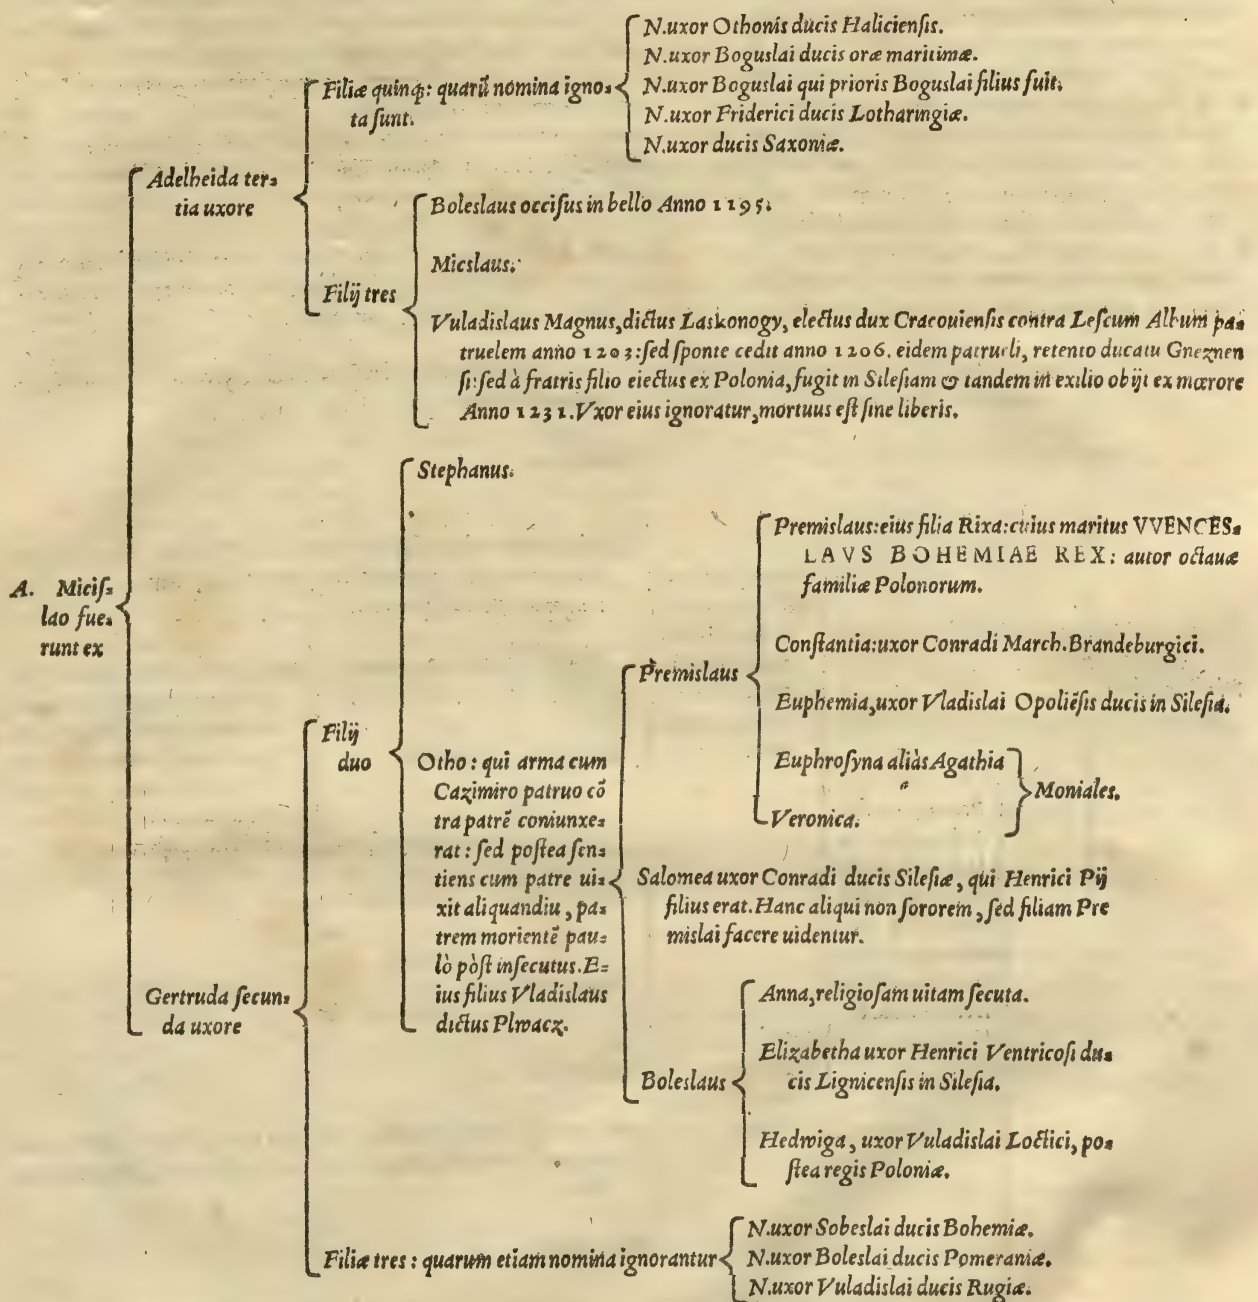 N.uxor Othonis ducis Haliciensis.
N.uxor Boguslai ducis oræ maritimæ.
Filiæ quinq;: quarū nomina igno=
ta sunt.
N.uxor Boguslai qui prioris Boguslai filius fuit.
N.uxor Friderici ducis Lotharingiæ.
N.uxor ducis Saxoniæ.
Adelheida ter=
tia uxore
Boleslaus occisus in bello Anno 1195.
Micslaus.
Filij tres
Vuladislaus Magnus, dictus Laskonogy, electus dux Cracouiensis contra Lescum Album pa=
truelem anno 1203: sed sponte cedit anno 1206. eidem patrueli, retento ducatu Gneznen
si: sed à fratris filio eiectus ex Polonia, fugit in Silesiam & tandem in exilio obijt ex mœrore
Anno 1231. Vxor eius ignoratur, mortuus est sine liberis.
A. Micis=
lao fue=
runt ex
Stephanus.
Premislaus: eius filia Rixa: cuius maritus VVENCES=
LAVS BOHEMIAE REX: autor octauæ
familiæ Polonorum.
Constantia: uxor Conradi March. Brandeburgici.
Premislaus
Euphemia, uxor Vladislai Opoliēsis ducis in Silesia.
Filij
duo
Euphrosyna aliàs Agathia
Moniales.
Veronica.
Otho: qui arma cum
Cazimiro patruo cō
tra patrē coniunxe=
rat: sed postea sen=
tiens cum patre ui=
xit aliquandiu, pa=
trem morientē pau=
lò pòst insecutus. E=
ius filius Vladislaus
dictus Plwacz.
Salomea uxor Conradi ducis Silesiæ, qui Henrici Pij
filius erat. Hanc aliqui non sororem, sed filiam Pre
mislai facere uidentur.
Gertruda secun=
da uxore
Anna, religiosam uitam secuta.
Elizabetha uxor Henrici Ventricosi du=
cis Lignicensis in Silesia.
Boleslaus
Hedwiga, uxor Vuladislai Loctici, po=
stea regis Poloniæ.
Filiæ tres: quarum etiam nomina ignorantur
N.uxor Sobeslai ducis Bohemiæ.
N.uxor Boleslai ducis Pomeraniæ.
N.uxor Vuladislai ducis Rugiæ.